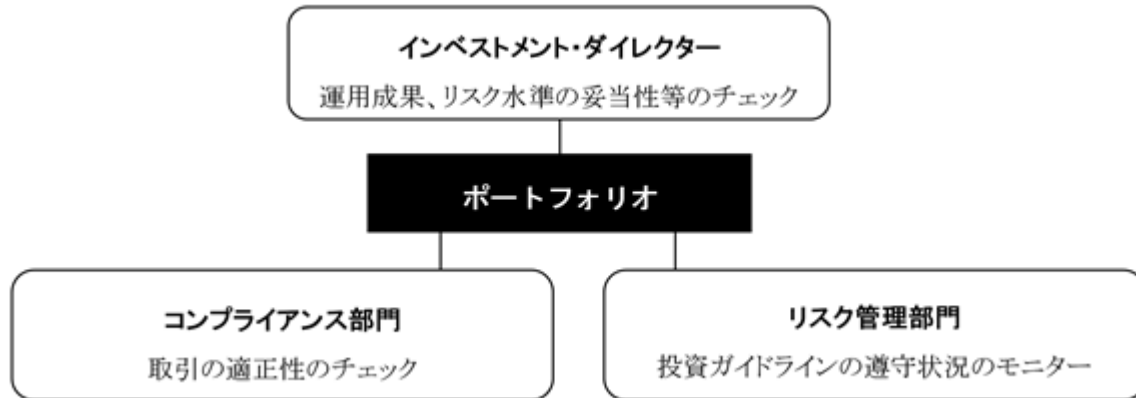 インベストメント・ダイレクター
運用成果、リスク水準の妥当性等のチェック
ポートフォリオ
コンプライアンス部門
取引の適正性のチェック
リスク管理部門
投資ガイドラインの遵守状況のモニター